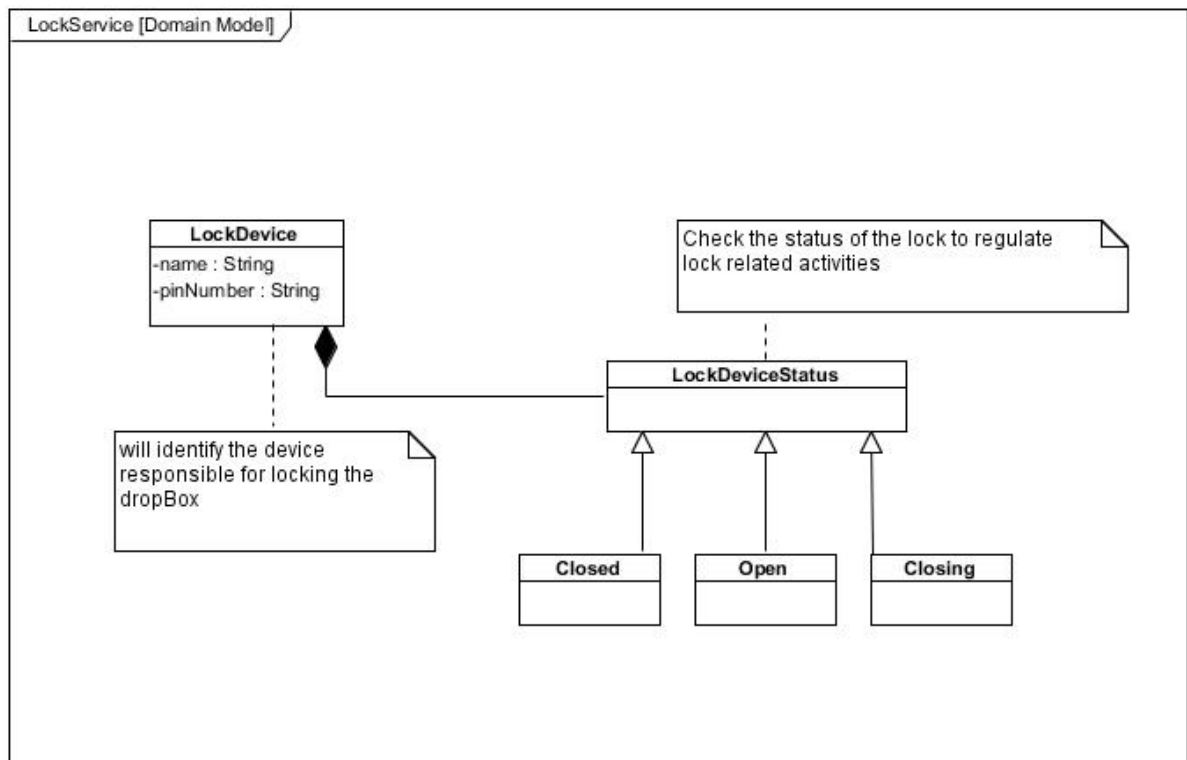 LockService [Domain Model]
LockDevice
-name : String
-pinNumber : String
Check the status of the lock to regulate
lock related activities
LockDeviceStatus
will identify the device
responsible for locking the
dropBox
Closed
Open
Closing